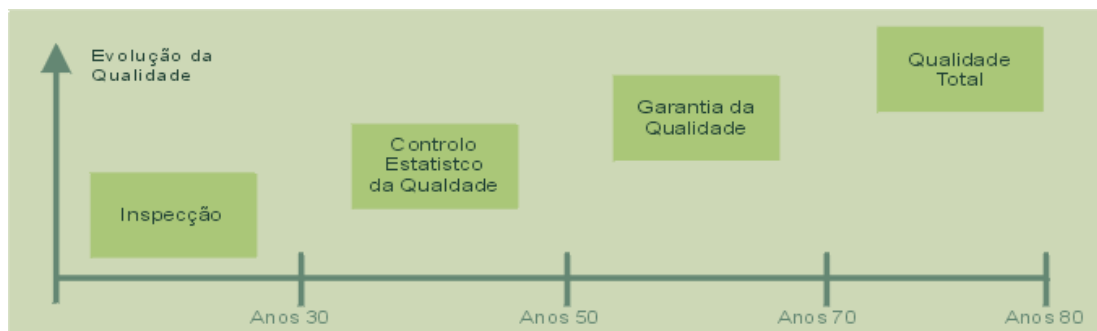 Evolução da
Qualidade
Qualidade
Total
Garantia da
Qualidade
Controlo
Estatistco
da Qualdade
Inspecção
Anos 30
Anos 50
Anos 70
Anos 80